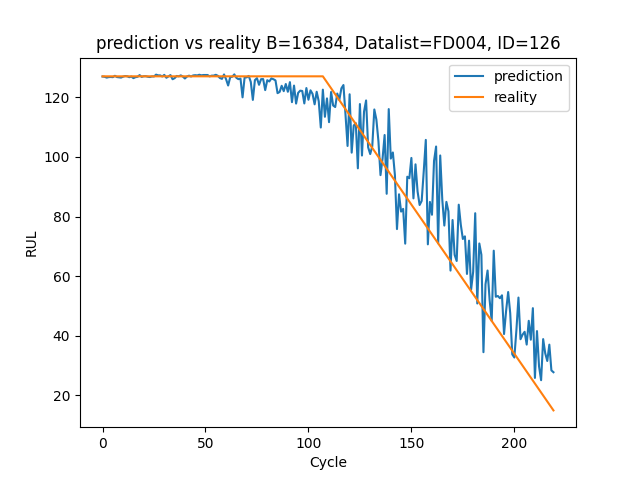 prediction vs reality B=16384, Datalist=FD004, ID=126
prediction
reality
RUL
120
100
80
60
40
20
0 50 100 150 200
Cycle